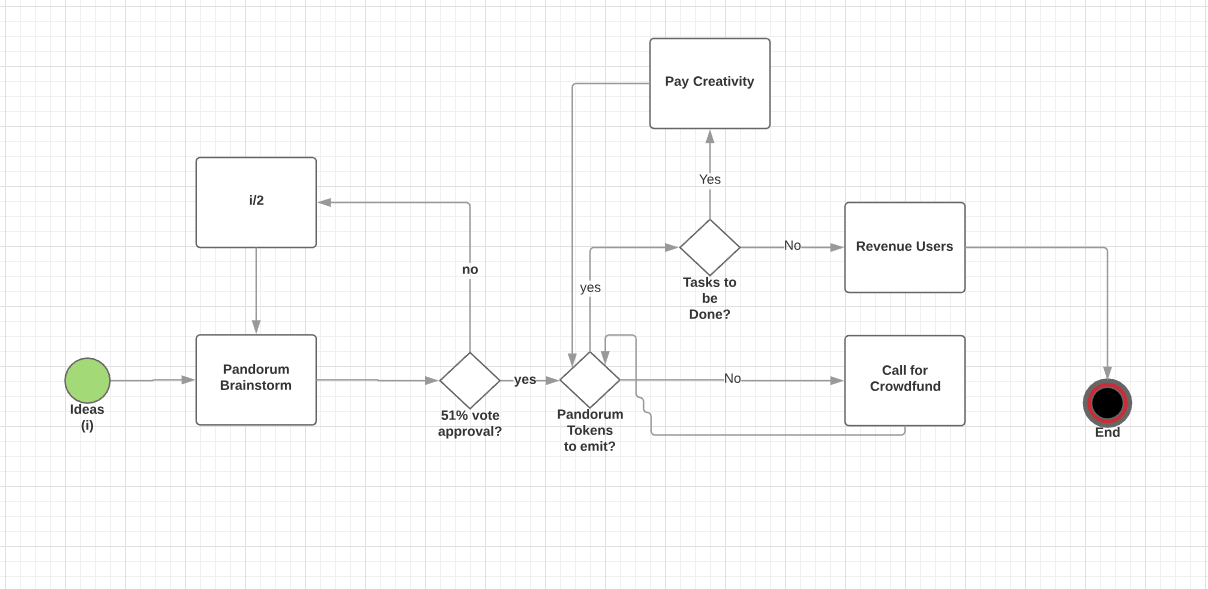 Pay Creativity
Yes
i/2
no
yes
No
Revenue Users
Tasks to
be
Done?
Ideas
(i)
Pandorum
Brainstorm
51% vote
approval?
yes
Pandorum
Tokens
to emit?
No
Call for
Crowdfund
End